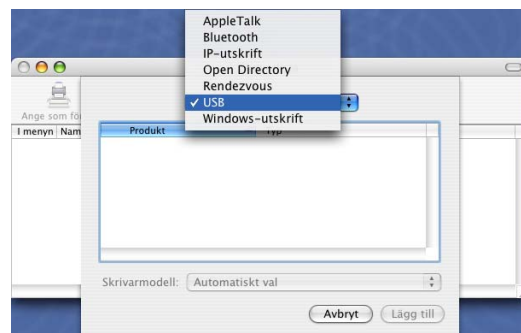 AppleTalk
Bluetooth
IP-utskrift
Open Directory
Rendezvous
✓ USB
Windows-utskrift
Ange som för
I menyn Nam
Produkt Typ
Skrivarmodell: Automatiskt val
Avbryt Lägg till